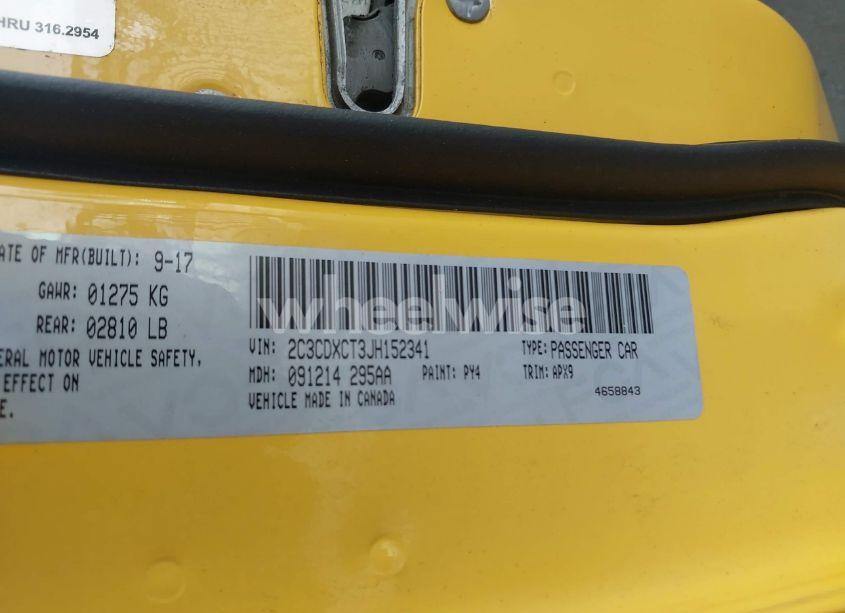 HRU 316.2954
ATE OF MFR(BUILT): 9-17
GAWR: 01275 KG
REAR: 02810 LB
ERAL MOTOR VEHICLE SAFETY,
EFFECT ON
E.
wheelwise
VIN: 2C3CDXCT3JH152341 TYPE: PASSENGER CAR
MDH: 091214 295AA PAINT: PY4 TRIM: APX9
VEHICLE MADE IN CANADA 4658843